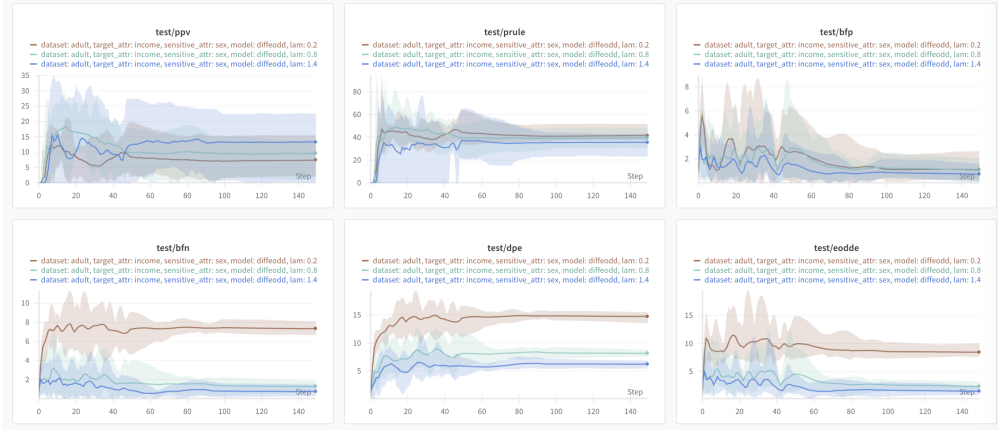 test/ppv
dataset: adult, target_attr: income, sensitive_attr: sex, model: diffeodd, lam: 0.2
dataset: adult, target_attr: income, sensitive_attr: sex, model: diffeodd, lam: 0.8
dataset: adult, target_attr: income, sensitive_attr: sex, model: diffeodd, lam: 1.4
35
30
25
20
15
10
5
0
Step
0 20 40 60 80 100 120 140
test/prule
dataset: adult, target_attr: income, sensitive_attr: sex, model: diffeodd, lam: 0.2
dataset: adult, target_attr: income, sensitive_attr: sex, model: diffeodd, lam: 0.8
dataset: adult, target_attr: income, sensitive_attr: sex, model: diffeodd, lam: 1.4
80
60
40
20
0
Step
0 20 40 60 80 100 120 140
test/bfp
dataset: adult, target_attr: income, sensitive_attr: sex, model: diffeodd, lam: 0.2
dataset: adult, target_attr: income, sensitive_attr: sex, model: diffeodd, lam: 0.8
dataset: adult, target_attr: income, sensitive_attr: sex, model: diffeodd, lam: 1.4
8
6
4
2
Step
0 20 40 60 80 100 120 140
test/bfn
dataset: adult, target_attr: income, sensitive_attr: sex, model: diffeodd, lam: 0.2
dataset: adult, target_attr: income, sensitive_attr: sex, model: diffeodd, lam: 0.8
dataset: adult, target_attr: income, sensitive_attr: sex, model: diffeodd, lam: 1.4
10
8
6
4
2
Step
0 20 40 60 80 100 120 140
test/dpe
dataset: adult, target_attr: income, sensitive_attr: sex, model: diffeodd, lam: 0.2
dataset: adult, target_attr: income, sensitive_attr: sex, model: diffeodd, lam: 0.8
dataset: adult, target_attr: income, sensitive_attr: sex, model: diffeodd, lam: 1.4
15
10
5
Step
0 20 40 60 80 100 120 140
test/eodde
dataset: adult, target_attr: income, sensitive_attr: sex, model: diffeodd, lam: 0.2
dataset: adult, target_attr: income, sensitive_attr: sex, model: diffeodd, lam: 0.8
dataset: adult, target_attr: income, sensitive_attr: sex, model: diffeodd, lam: 1.4
15
10
5
Step
0 20 40 60 80 100 120 140